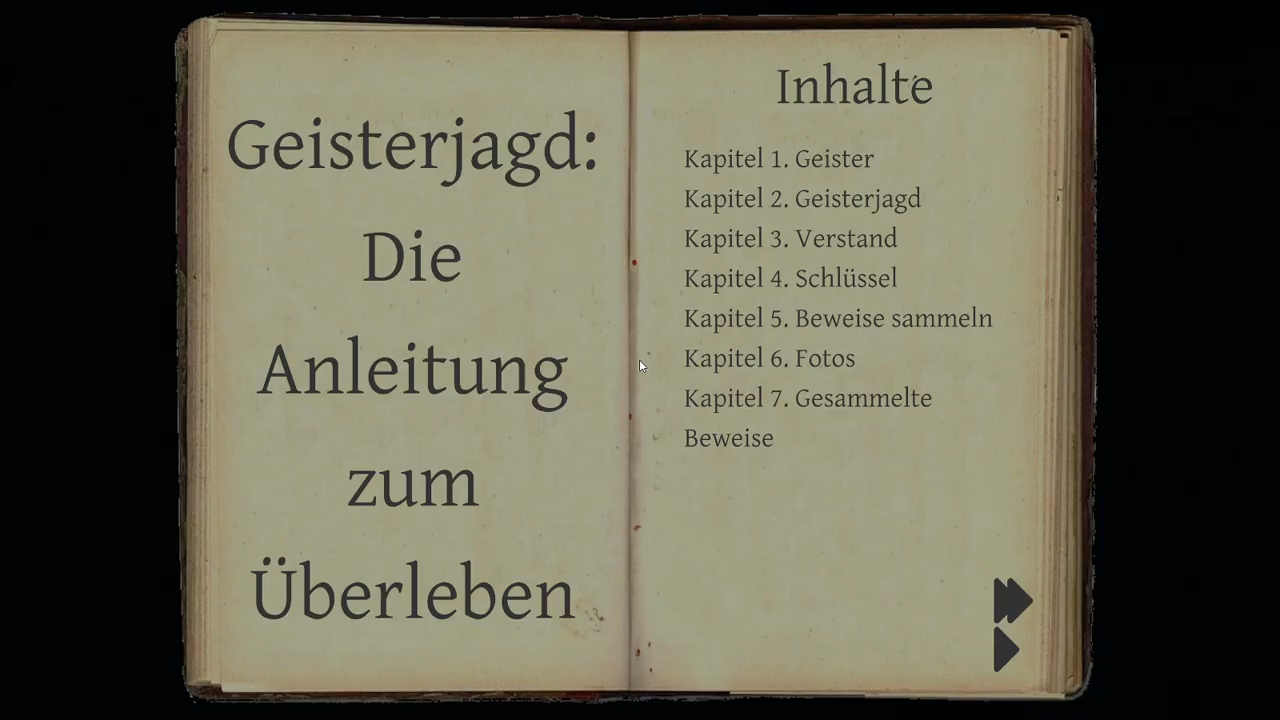 Geisterjagd:
Die
Anleitung
zum
Überleben
Inhalte
Kapitel 1. Geister
Kapitel 2. Geisterjagd
Kapitel 3. Verstand
Kapitel 4. Schlüssel
Kapitel 5. Beweise sammeln
Kapitel 6. Fotos
Kapitel 7. Gesammelte
Beweise